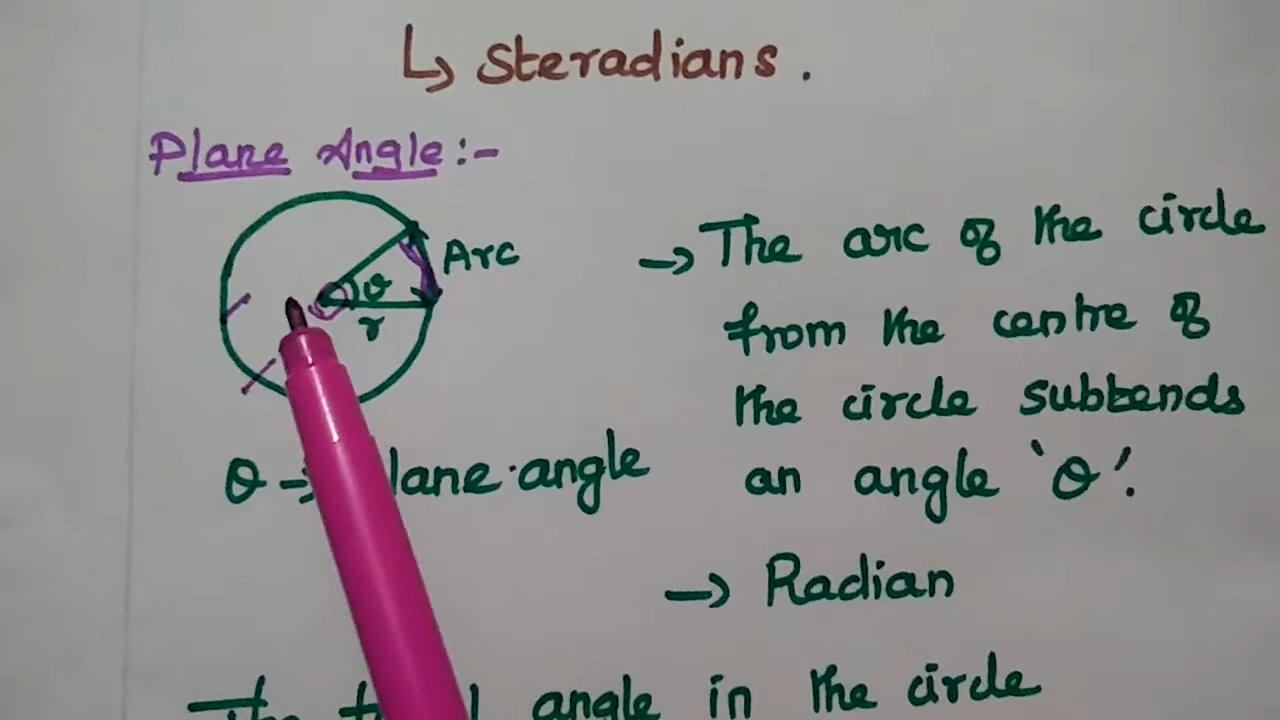 ↳ Steradians.
Plane Angle:-
Arc
θ
r
→ The arc of the circle
from the centre of
the circle subtends
an angle 'θ'.
θ → lane angle
→ Radian
The angle in the circle